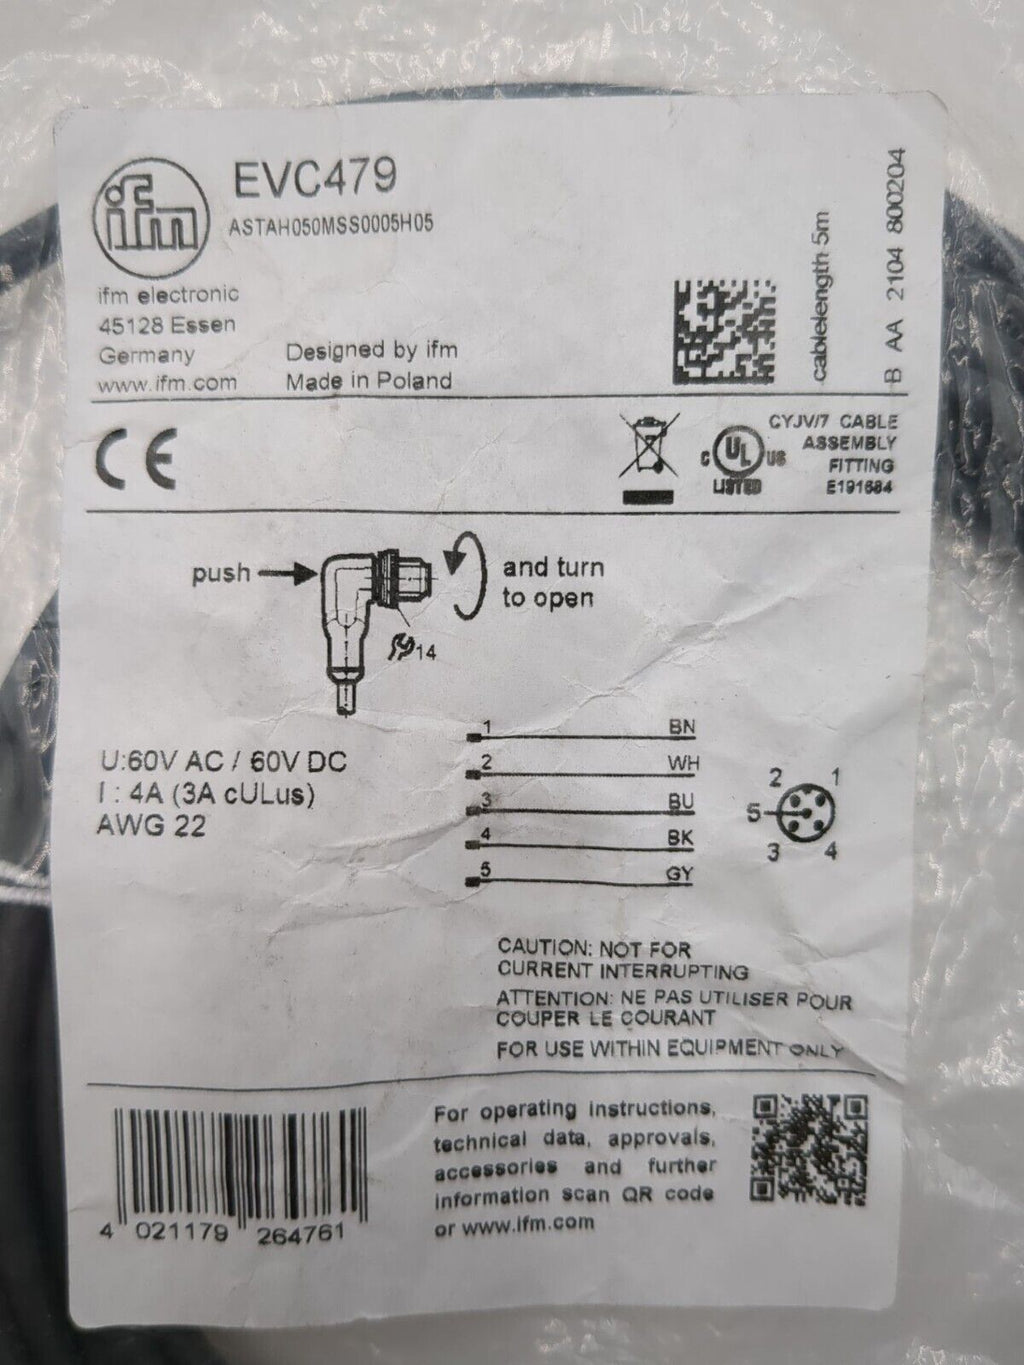 ifm
EVC479
ASTAH050MSS0005H05
ifm electronic
45128 Essen
Germany
www.ifm.com
Designed by ifm
Made in Poland
cablelength 5m
B AA 2104 800204
CE
C UL US
LISTED
CYJV/7 CABLE
ASSEMBLY
FITTING
E191684
push
and turn
to open
14
U:60V AC / 60V DC
I : 4A (3A cULus)
AWG 22
1 BN
2 WH
3 BU
4 BK
5 GY
2 1
5
3 4
CAUTION: NOT FOR
CURRENT INTERRUPTING
ATTENTION: NE PAS UTILISER POUR
COUPER LE COURANT
FOR USE WITHIN EQUIPMENT ONLY
4 021179 264761
For operating instructions,
technical data, approvals,
accessories and further
information scan QR code
or www.ifm.com